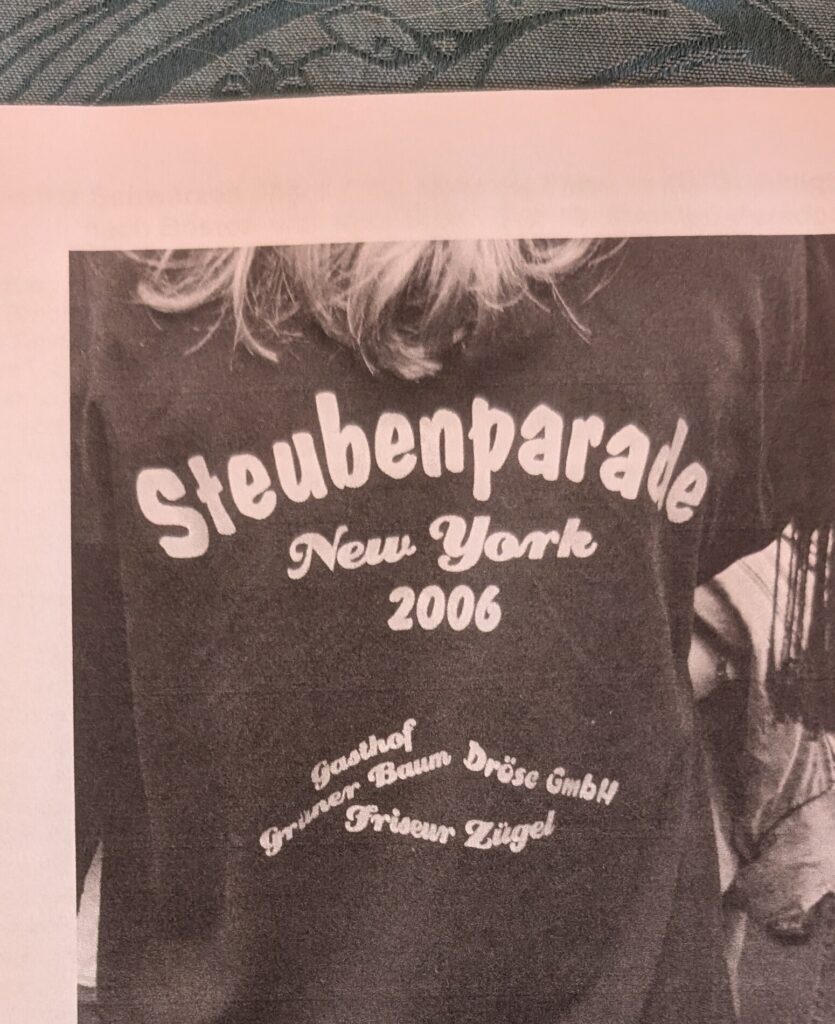 Steubenparade
New York
2006
Gasthof
Grüner Baum
Dröse GmbH
Friseur Zügel